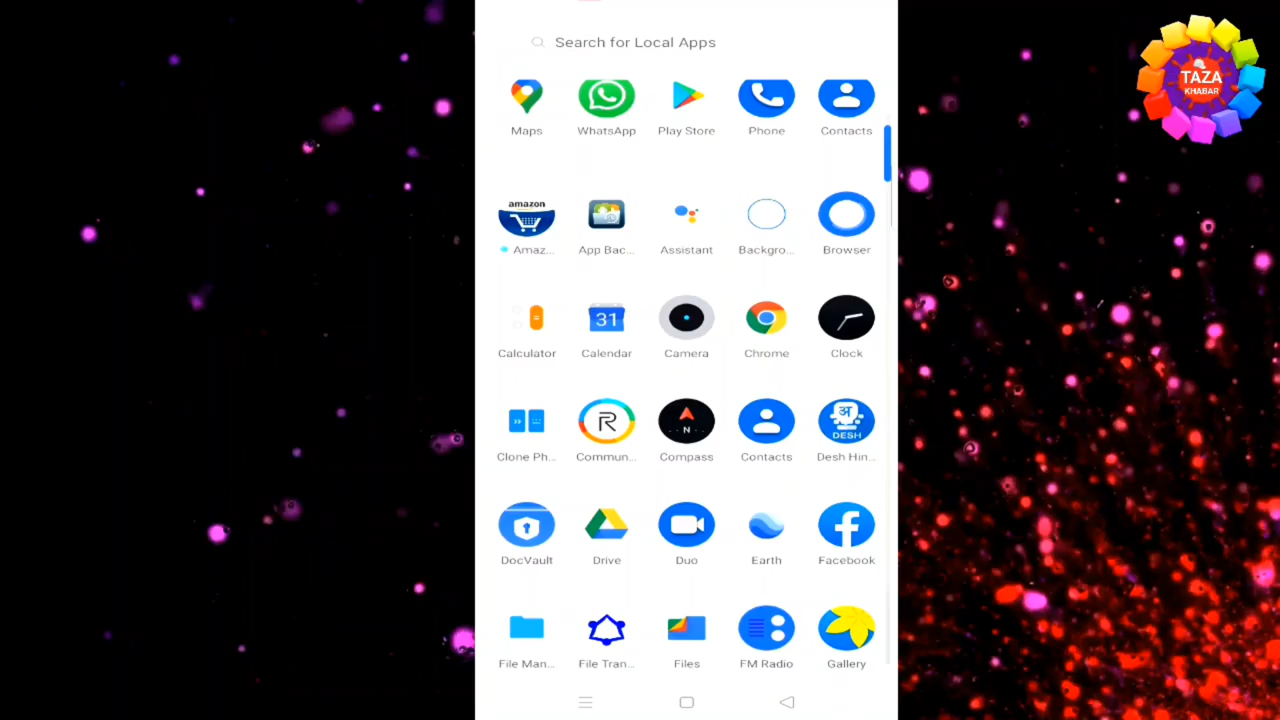 Search for Local Apps
TAZA
KHABAR
Maps WhatsApp Play Store Phone Contacts
amazon
Amaz... App Bac... Assistant Backgro... Browser
31
Calculator Calendar Camera Chrome Clock
अ
R
N
DESH
Clone Ph... Commun... Compass Contacts Desh Hin...
DocVault Drive Duo Earth Facebook
File Man... File Tran... Files FM Radio Gallery